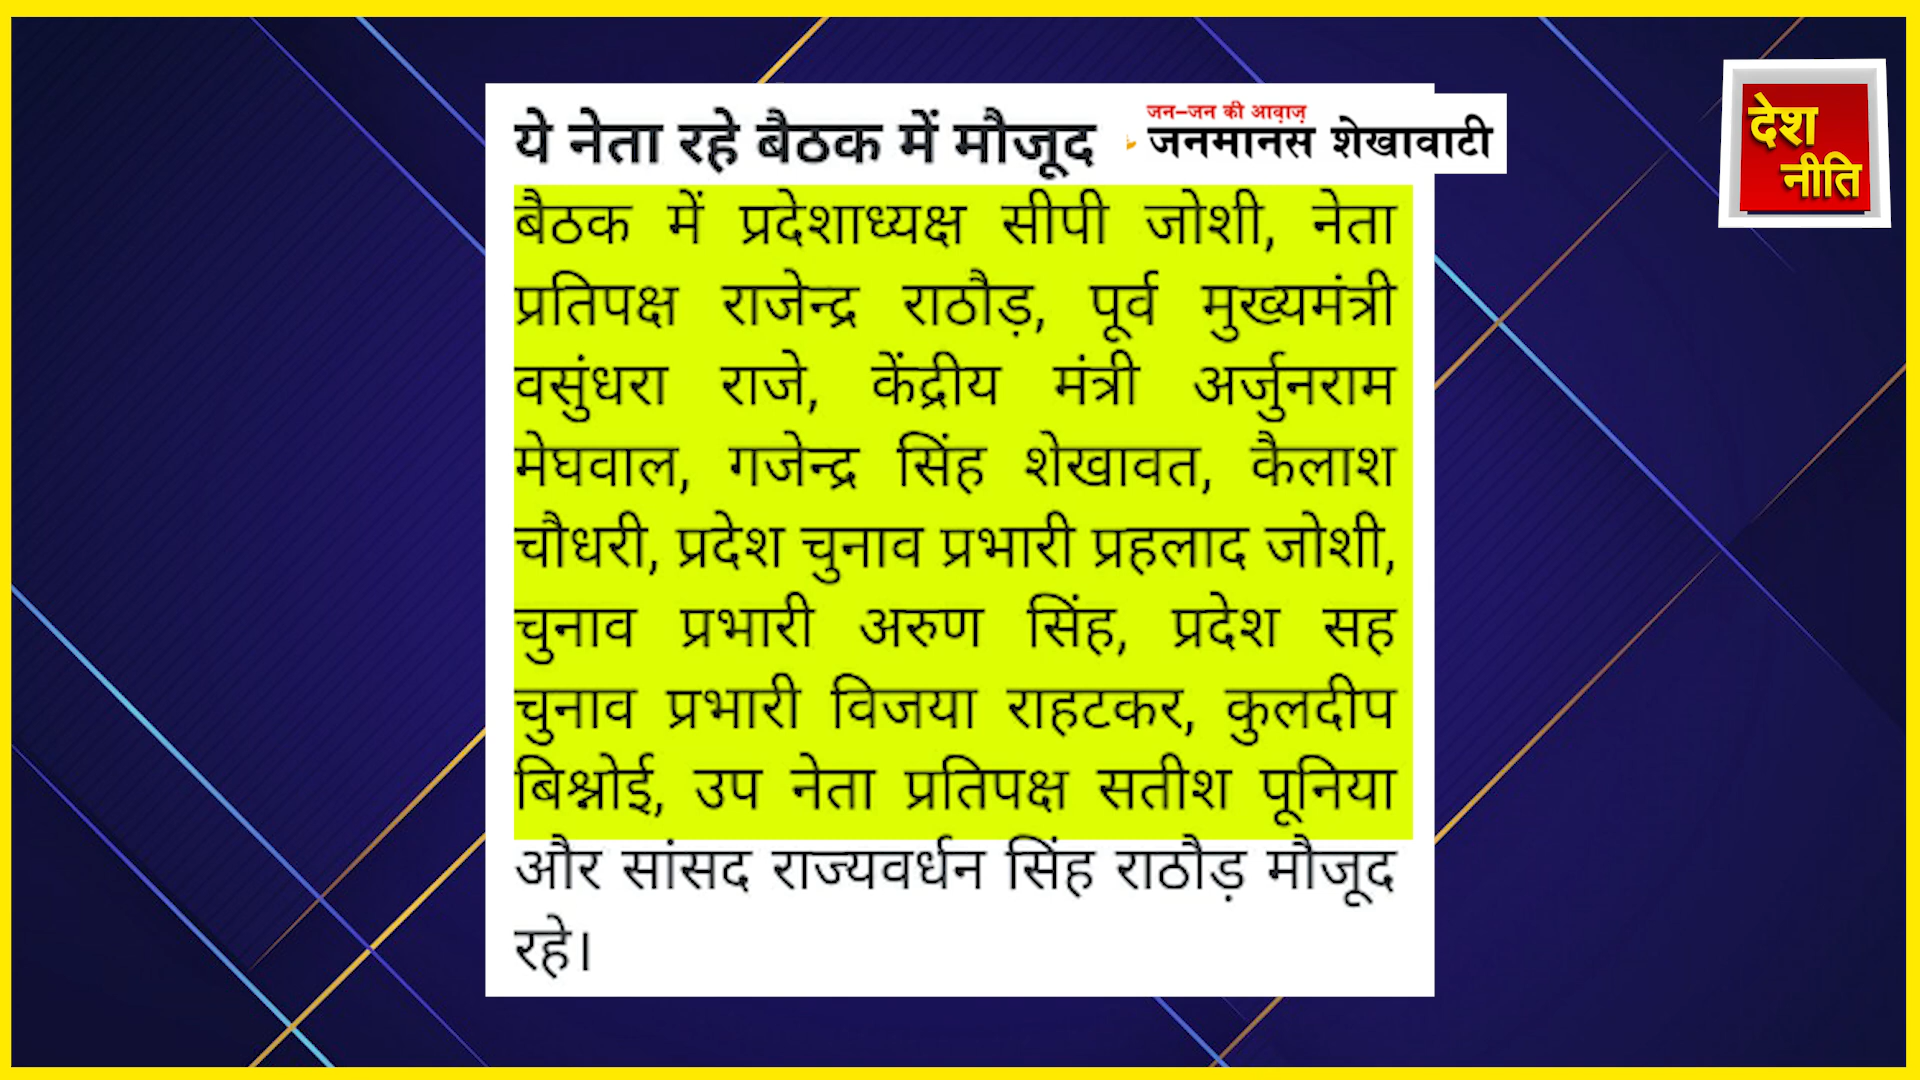 ये नेता रहे बैठक में मौजूद
जन–जन की आव़ाज़
जनमानस शेखावाटी
देश
नीति
बैठक में प्रदेशाध्यक्ष सीपी जोशी, नेता
प्रतिपक्ष राजेन्द्र राठौड़, पूर्व मुख्यमंत्री
वसुंधरा राजे, केंद्रीय मंत्री अर्जुनराम
मेघवाल, गजेन्द्र सिंह शेखावत, कैलाश
चौधरी, प्रदेश चुनाव प्रभारी प्रहलाद जोशी,
चुनाव प्रभारी अरुण सिंह, प्रदेश सह
चुनाव प्रभारी विजया राहटकर, कुलदीप
बिश्नोई, उप नेता प्रतिपक्ष सतीश पूनिया
और सांसद राज्यवर्धन सिंह राठौड़ मौजूद
रहे।